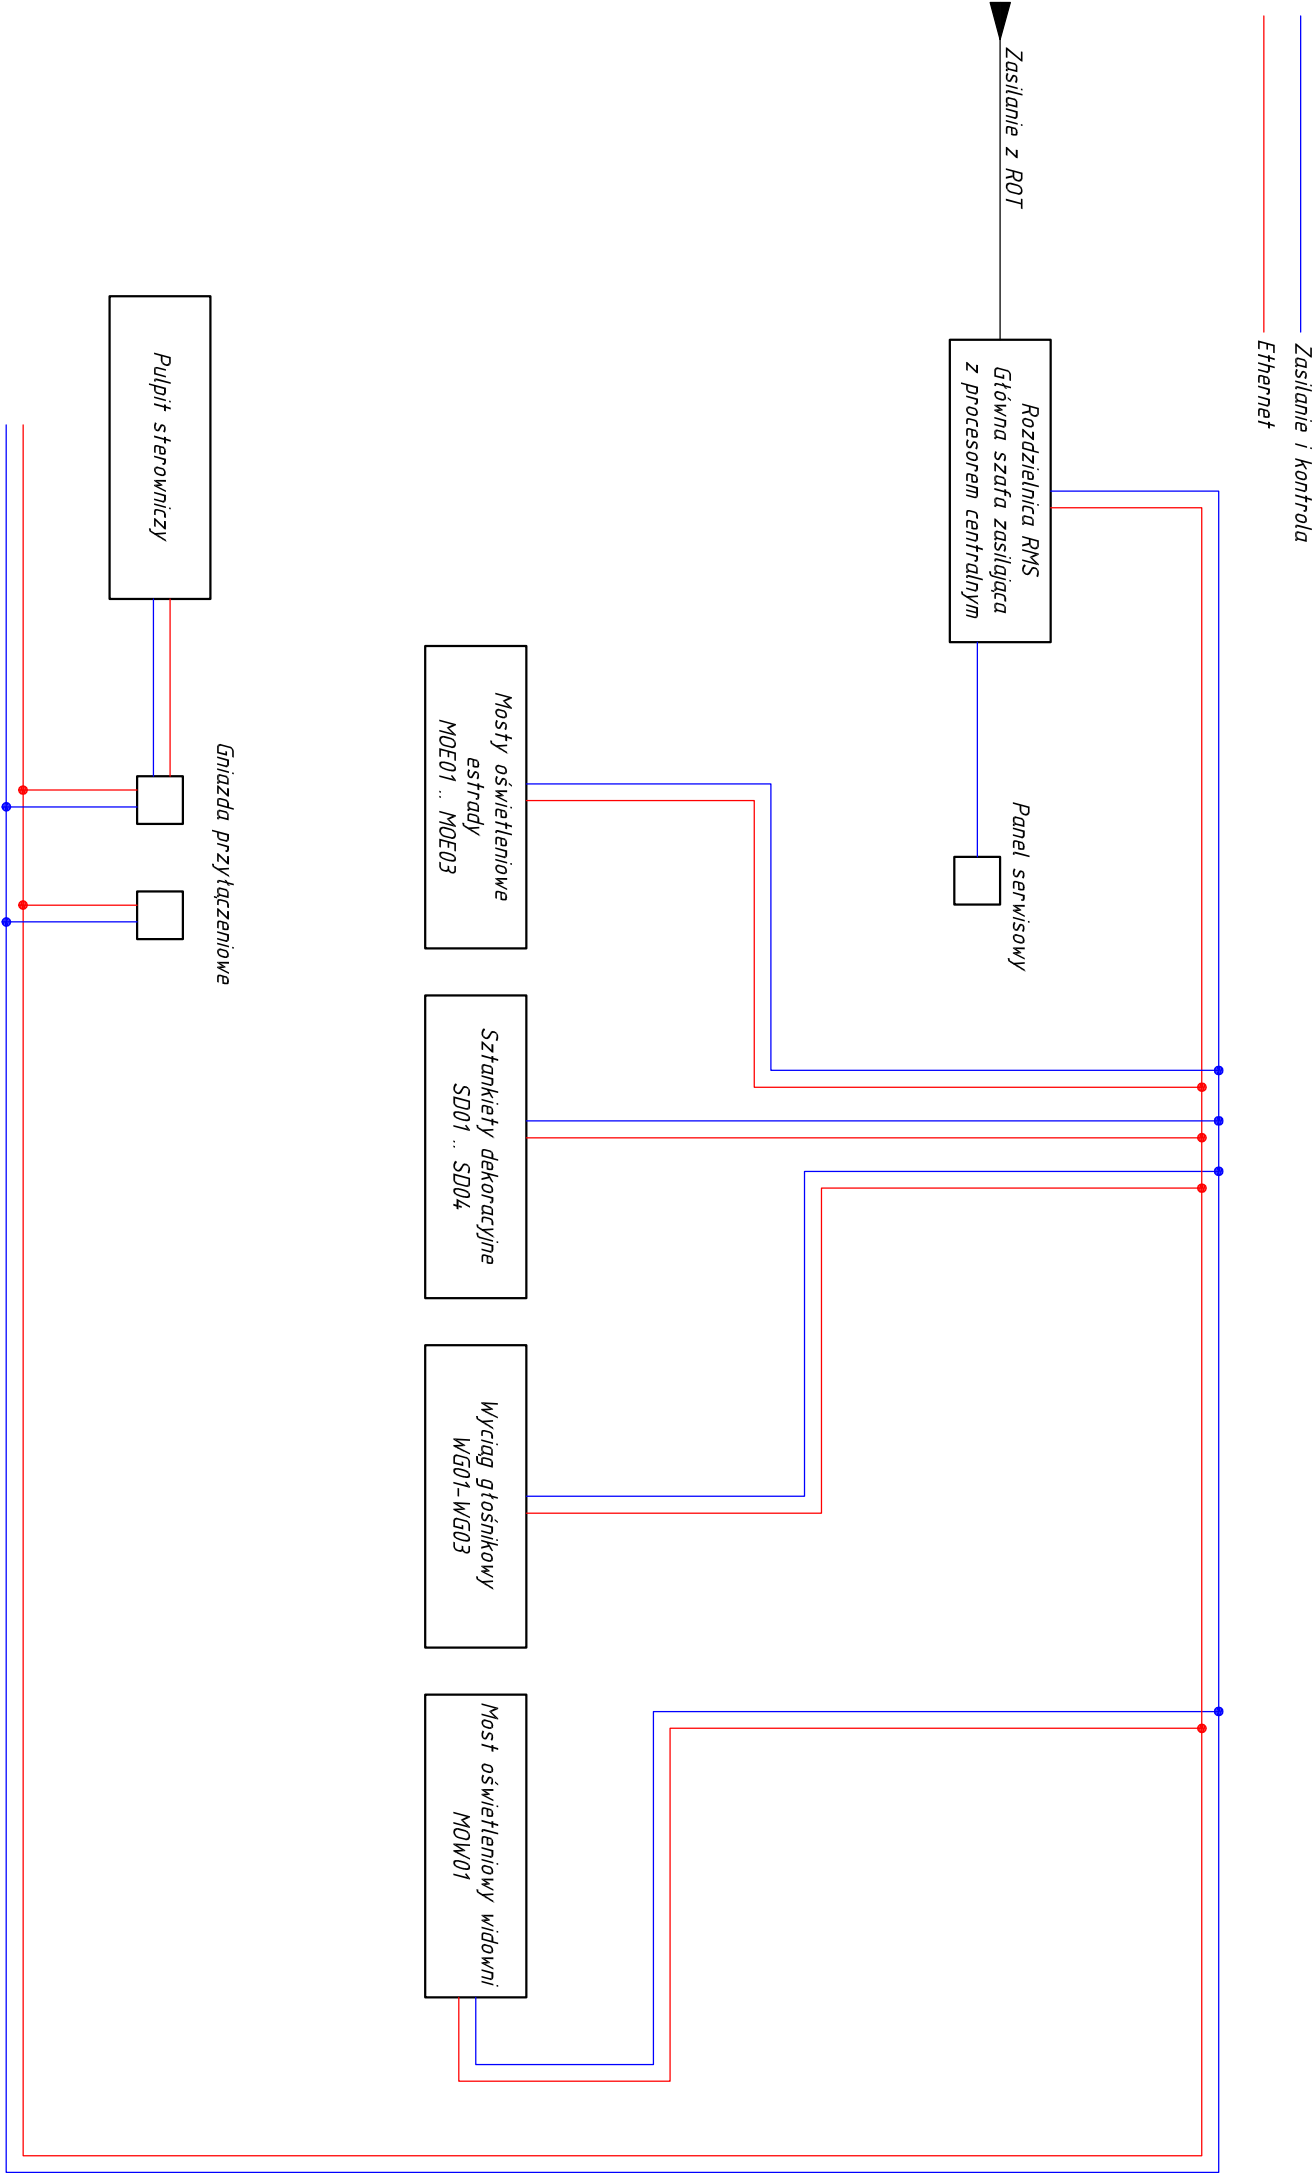 Zasilanie i kontrola
Ethernet
Zasilanie z ROT
Rozdzielnica RMS
Główna szafa zasilająca
z procesorem centralnym
Panel serwisowy
Mosty oświetleniowe
estrady
MOE01 .. MOE03
Sztankiety dekoracyjne
SD01 .. SD04
Wyciąg głośnikowy
WG01-WG03
Most oświetleniowy widowni
MOW01
Gniazda przyłączeniowe
Pulpit sterowniczy